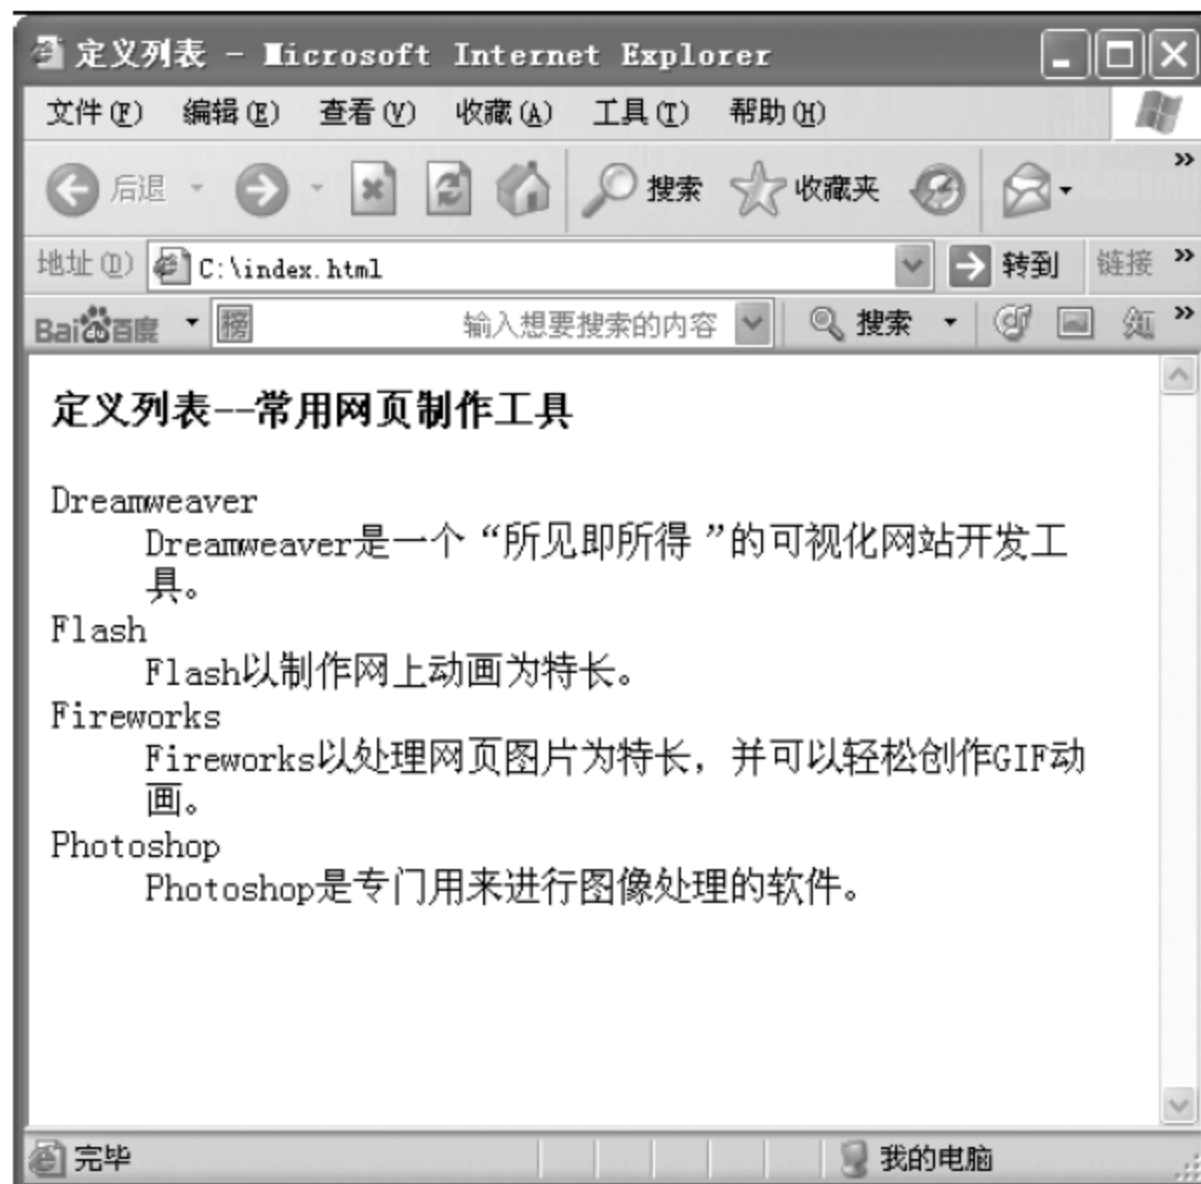 定义列表 - Microsoft Internet Explorer
文件(F) 编辑(E) 查看(V) 收藏(A) 工具(T) 帮助(H)
后退 搜索 收藏夹 »
地址(D) C:\index.html 转到 链接 »
Bai du 百度 榜 输入想要搜索的内容 搜索 知 »
定义列表--常用网页制作工具
Dreamweaver
Dreamweaver是一个“所见即所得 ”的可视化网站开发工
具。
Flash
Flash以制作网上动画为特长。
Fireworks
Fireworks以处理网页图片为特长，并可以轻松创作GIF动
画。
Photoshop
Photoshop是专门用来进行图像处理的软件。
完毕 我的电脑